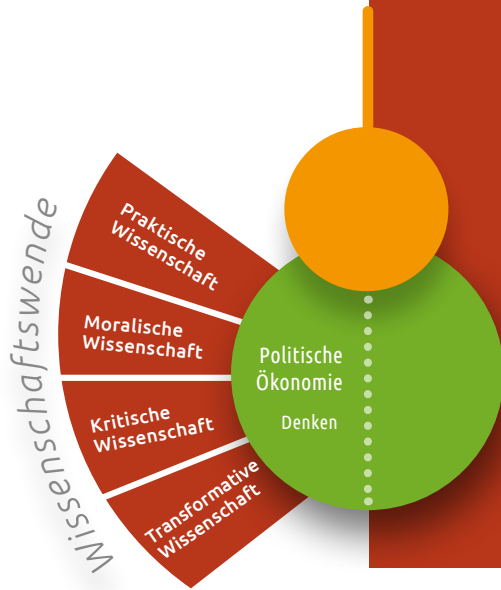 Wissenschaftswende
Praktische
Wissenschaft
Moralische
Wissenschaft
Kritische
Wissenschaft
Transformative
Wissenschaft
Politische
Ökonomie
Denken